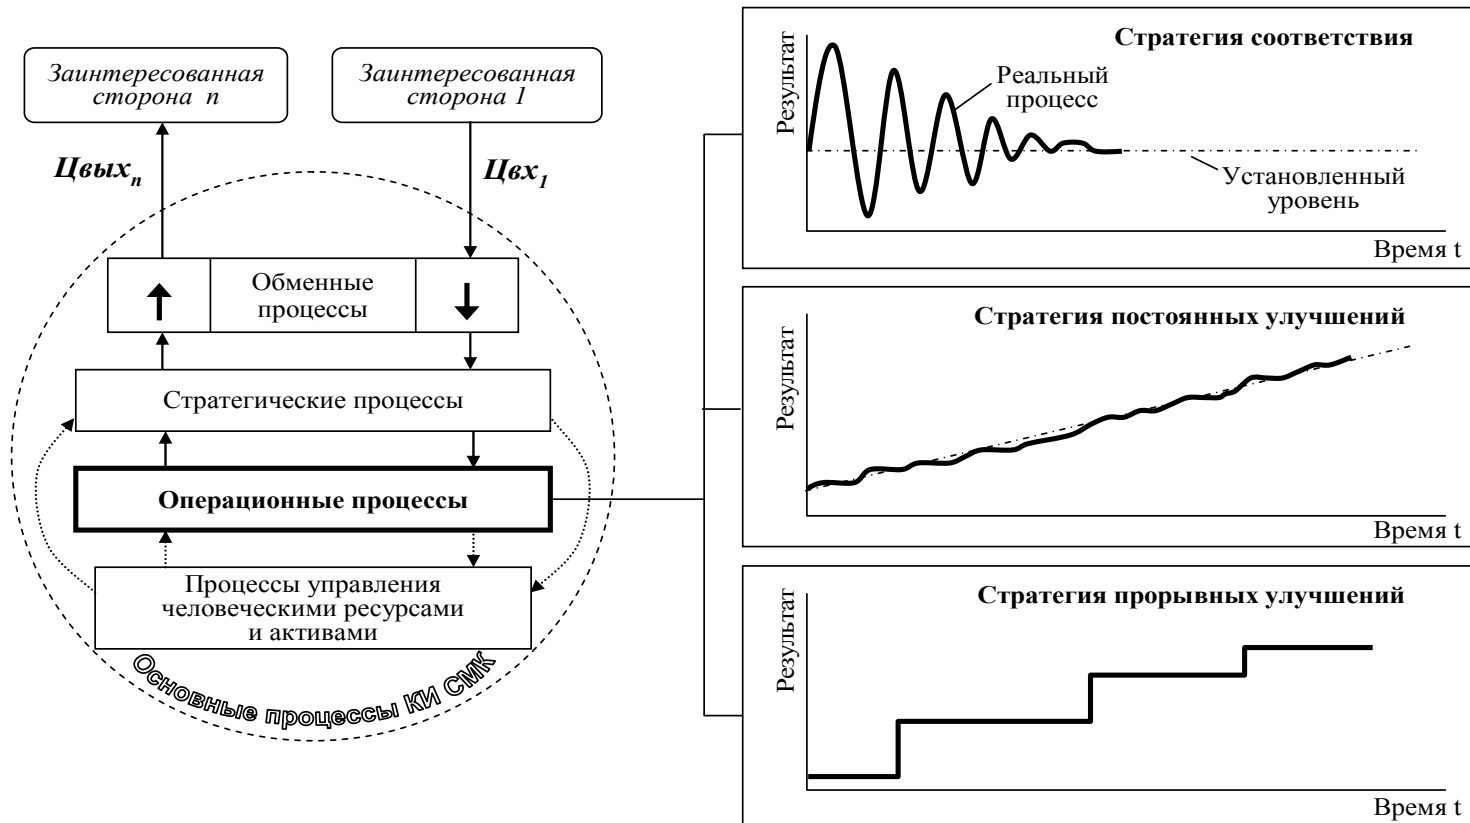 Заинтересованная
сторона n
Заинтересованная
сторона 1
Цвыхn
Цвх1
Обменные
процессы
Стратегические процессы
Операционные процессы
Процессы управления
человеческими ресурсами
и активами
Основные процессы КИ СМК
Стратегия соответствия
Результат
Реальный
процесс
Установленный
уровень
Время t
Стратегия постоянных улучшений
Результат
Время t
Стратегия прорывных улучшений
Результат
Время t